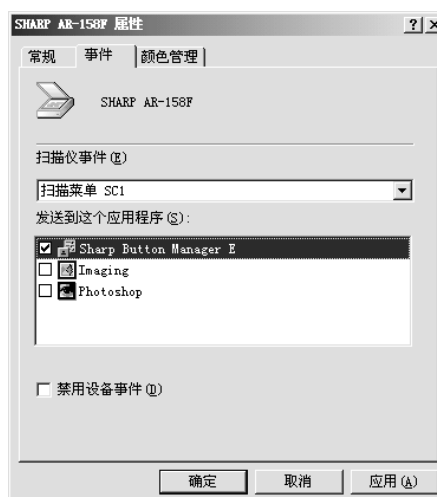 SHARP AR-158F 属性
常规 事件 颜色管理
SHARP AR-158F
扫描仪事件(E)
扫描菜单 SC1
发送到这个应用程序(S):
Sharp Button Manager E
Imaging
Photoshop
禁用设备事件(D)
确定 取消 应用(A)